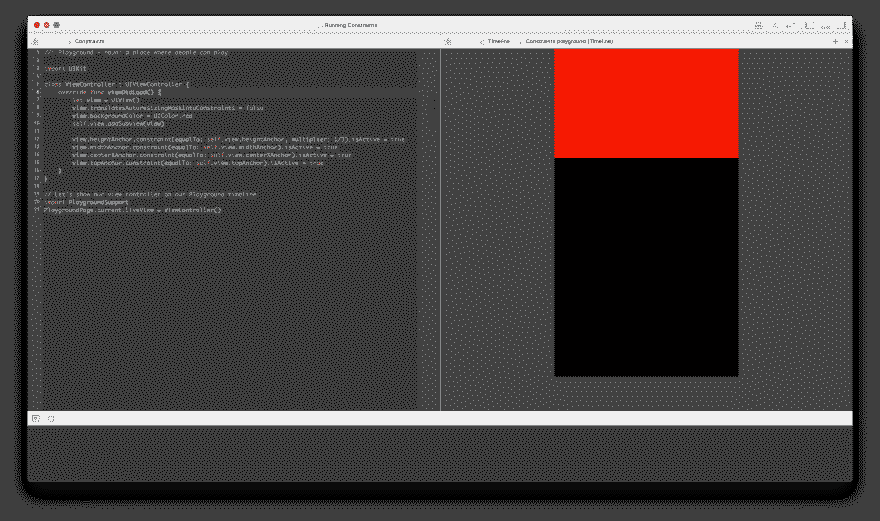 Running Constraints
Constraints
Timeline
Constraints.playground (Timeline)
//: Playground - noun: a place where people can play
import UIKit
class ViewController : UIViewController {
override func viewDidLoad() {
let view = UIView()
view.translatesAutoresizingMaskIntoConstraints = false
view.backgroundColor = UIColor.red
self.view.addSubview(view)
view.heightAnchor.constraint(equalTo: self.view.heightAnchor, multiplier: 1/3).isActive = true
view.widthAnchor.constraint(equalTo: self.view.widthAnchor).isActive = true
view.centerXAnchor.constraint(equalTo: self.view.centerXAnchor).isActive = true
view.topAnchor.constraint(equalTo: self.view.topAnchor).isActive = true
}
}
// Let's show our view controller on our Playground timeline
import PlaygroundSupport
PlaygroundPage.current.liveView = ViewController()